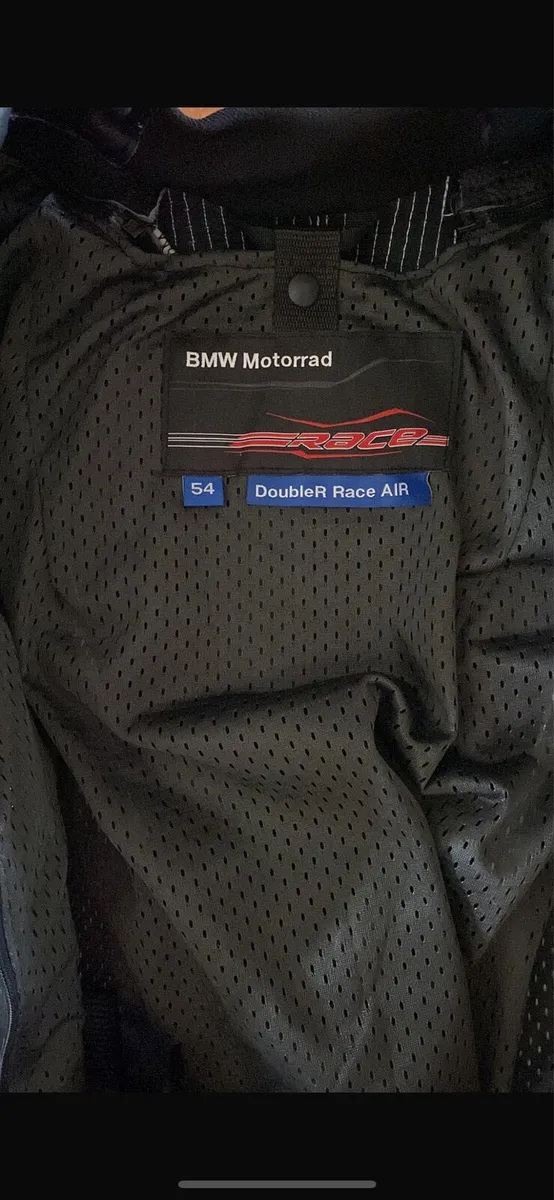 BMW Motorrad
Race
54
DoubleR Race AIR